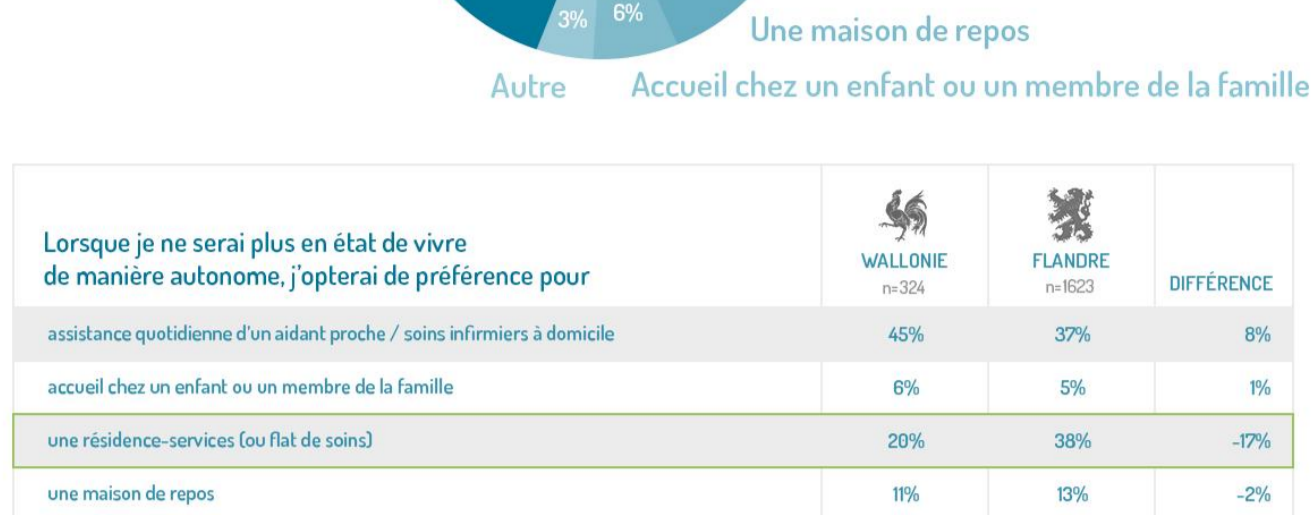 3% 6%
Une maison de repos
Autre Accueil chez un enfant ou un membre de la famille
Lorsque je ne serai plus en état de vivre
de manière autonome, j'opterai de préférence pour
WALLONIE FLANDRE DIFFÉRENCE
n=324 n=1623
assistance quotidienne d'un aidant proche / soins infirmiers à domicile 45% 37% 8%
accueil chez un enfant ou un membre de la famille 6% 5% 1%
une résidence-services (ou flat de soins) 20% 38% -17%
une maison de repos 11% 13% -2%